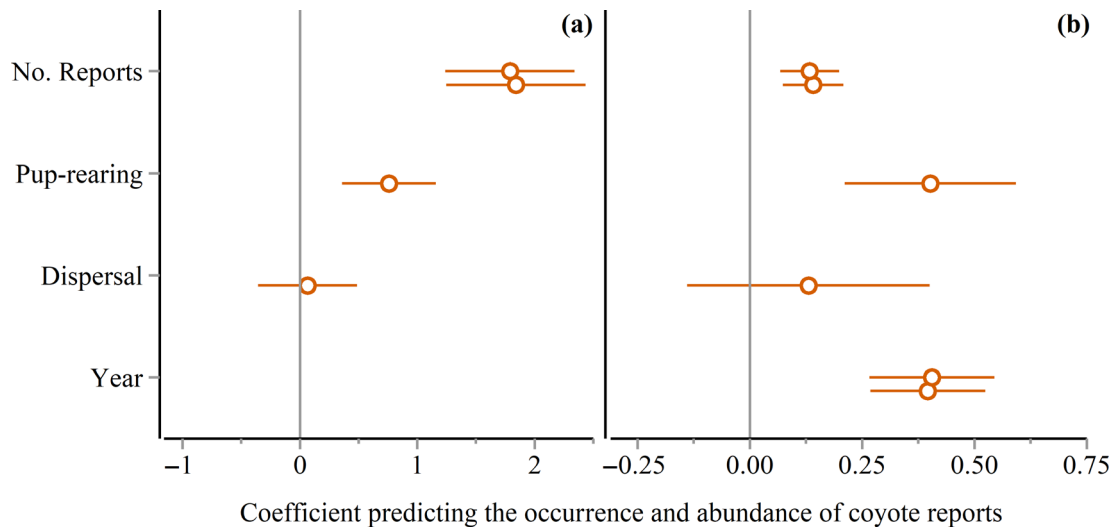 (a)
(b)
No. Reports
Pup-rearing
Dispersal
Year
−1 0 1 2 −0.25 0.00 0.25 0.50 0.75
Coefficient predicting the occurrence and abundance of coyote reports